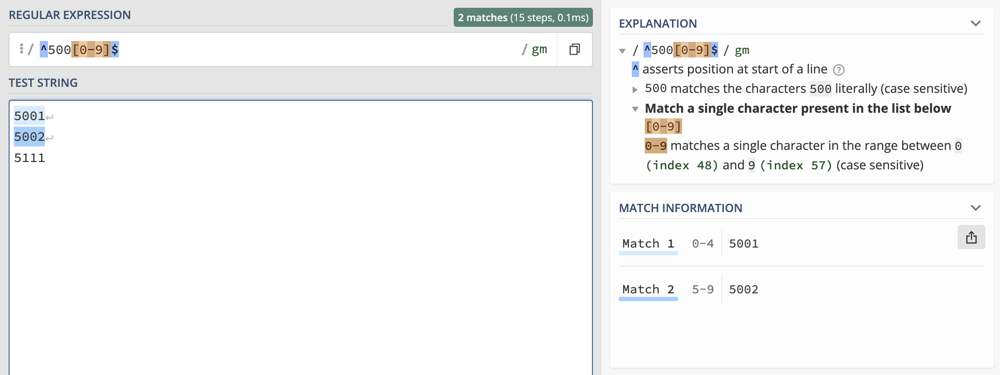 REGULAR EXPRESSION
2 matches (15 steps, 0.1ms)
/ ^500[0-9]$ / gm
TEST STRING
5001↵
5002↵
5111
EXPLANATION
/ ^500[0-9]$ / gm
^ asserts position at start of a line ?
500 matches the characters 500 literally (case sensitive)
Match a single character present in the list below
[0-9]
0-9 matches a single character in the range between 0
(index 48) and 9 (index 57) (case sensitive)
MATCH INFORMATION
Match 1 0-4 5001
Match 2 5-9 5002